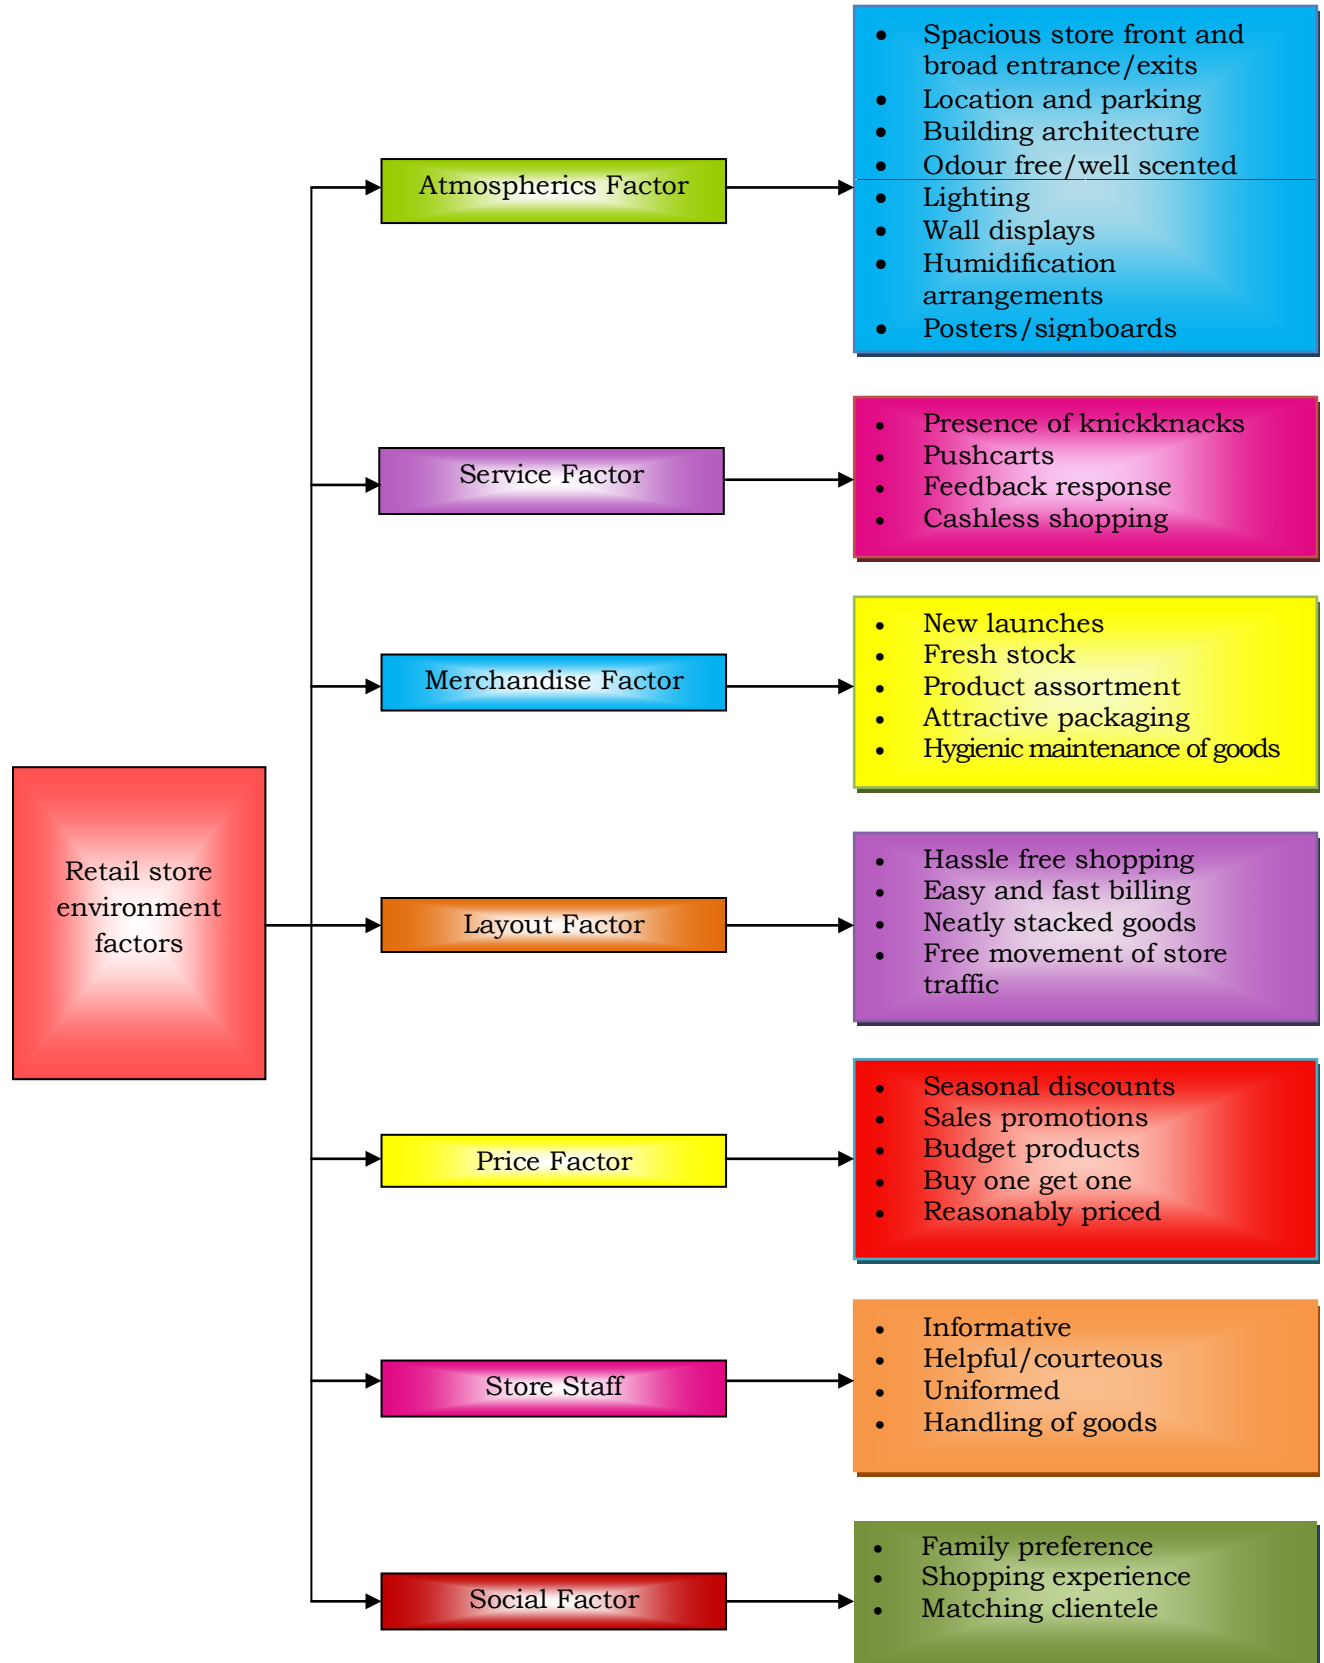 Spacious store front and
broad entrance/exits
Location and parking
Building architecture
Odour free/well scented
Lighting
Wall displays
Humidification
arrangements
Posters/signboards
Atmospherics Factor
Presence of knickknacks
Pushcarts
Feedback response
Cashless shopping
Service Factor
New launches
Fresh stock
Product assortment
Attractive packaging
Hygienic maintenance of goods
Merchandise Factor
Retail store
environment
factors
Hassle free shopping
Easy and fast billing
Neatly stacked goods
Free movement of store
traffic
Layout Factor
Seasonal discounts
Sales promotions
Budget products
Buy one get one
Reasonably priced
Price Factor
Informative
Helpful/courteous
Uniformed
Handling of goods
Store Staff
Family preference
Shopping experience
Matching clientele
Social Factor